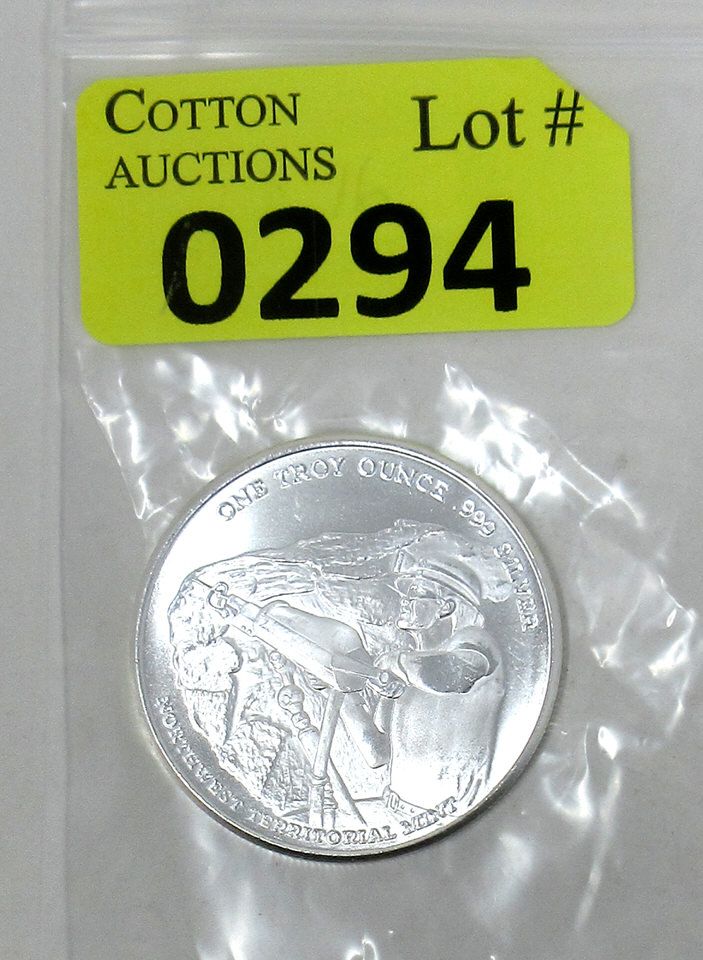 COTTON
AUCTIONS
Lot #
0294
ONE TROY OUNCE .999 SILVER
NORTHWEST TERRITORIAL MINT